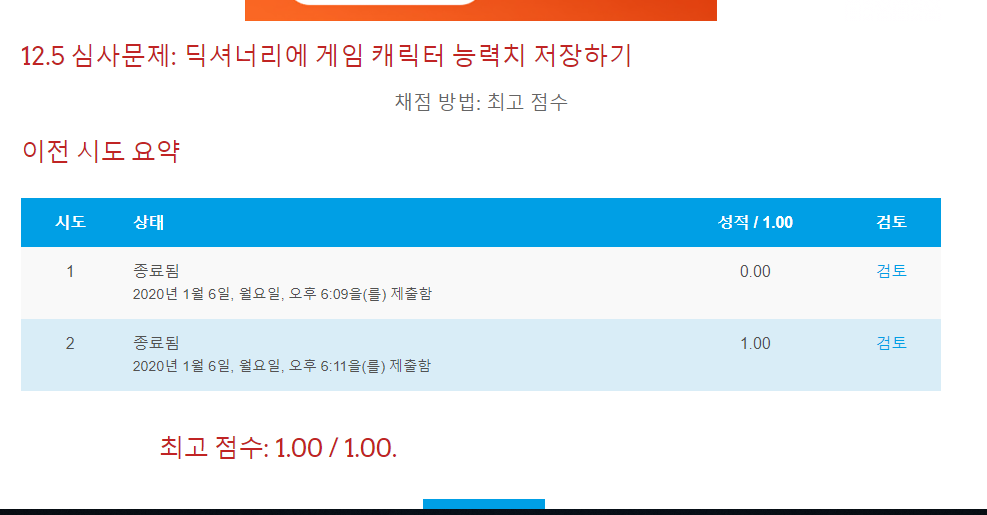 12.5 심사문제: 딕셔너리에 게임 캐릭터 능력치 저장하기
채점 방법: 최고 점수
이전 시도 요약
시도 상태 성적 / 1.00 검토
1 종료됨 0.00 검토
2020년 1월 6일, 월요일, 오후 6:09을(를) 제출함
2 종료됨 1.00 검토
2020년 1월 6일, 월요일, 오후 6:11을(를) 제출함
최고 점수: 1.00 / 1.00.